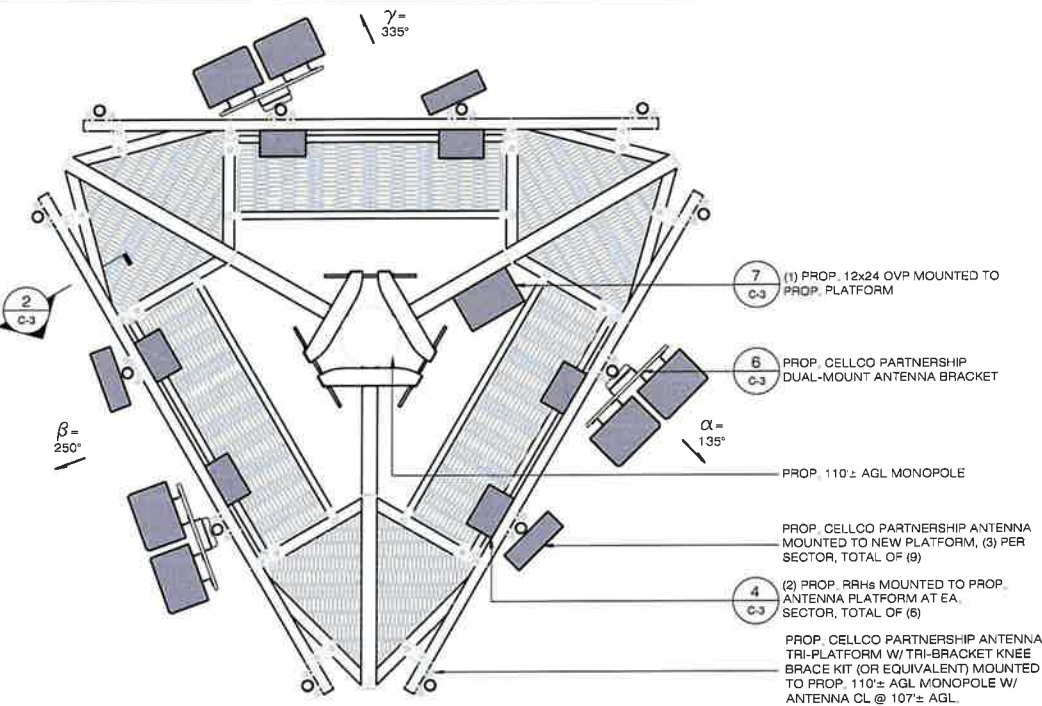 γ=
335°
7
C-3
(1) PROP. 12x24 OVP MOUNTED TO
PROP. PLATFORM
2
C-3
6
C-3
PROP. CELLCO PARTNERSHIP
DUAL-MOUNT ANTENNA BRACKET
β=
250°
α=
135°
PROP. 110'± AGL MONOPOLE
PROP. CELLCO PARTNERSHIP ANTENNA
MOUNTED TO NEW PLATFORM, (3) PER
SECTOR, TOTAL OF (9)
4
C-3
(2) PROP. RRHs MOUNTED TO PROP.
ANTENNA PLATFORM AT EA.
SECTOR, TOTAL OF (6)
PROP. CELLCO PARTNERSHIP ANTENNA
TRI-PLATFORM W/ TRI-BRACKET KNEE
BRACE KIT (OR EQUIVALENT) MOUNTED
TO PROP. 110'± AGL MONOPOLE W/
ANTENNA CL @ 107'± AGL.